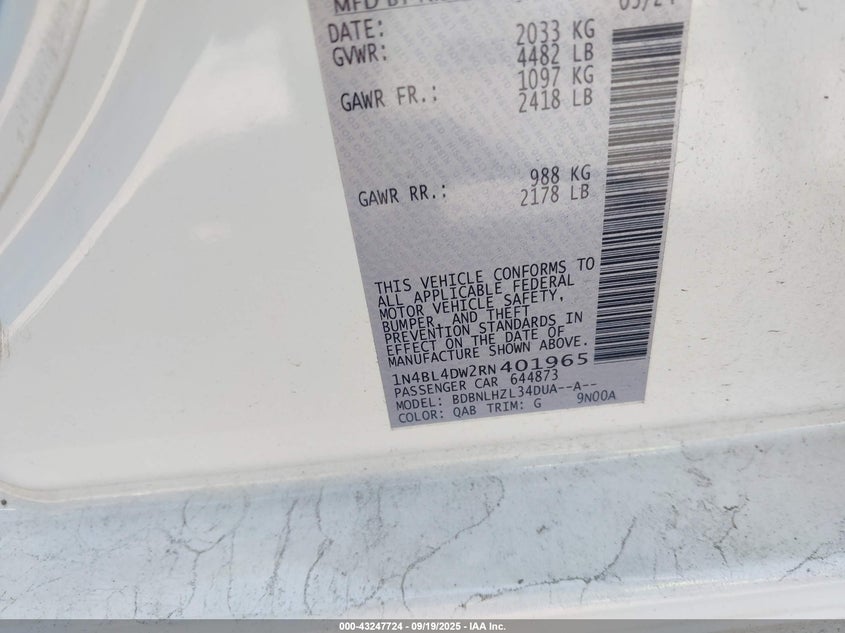 MFD BY
DATE:
GVWR: 2033 KG
4482 LB
GAWR FR.: 1097 KG
2418 LB
GAWR RR.: 988 KG
2178 LB
THIS VEHICLE CONFORMS TO
ALL APPLICABLE FEDERAL
MOTOR VEHICLE SAFETY,
BUMPER, AND THEFT
PREVENTION STANDARDS IN
EFFECT ON THE DATE OF
MANUFACTURE SHOWN ABOVE.
1N4BL4DW2RN401965
PASSENGER CAR 644873
MODEL: BDBNLHZL34DUA--A--
COLOR: QAB TRIM: G 9N00A
000-43247724 - 09/19/2025 - IAA Inc.